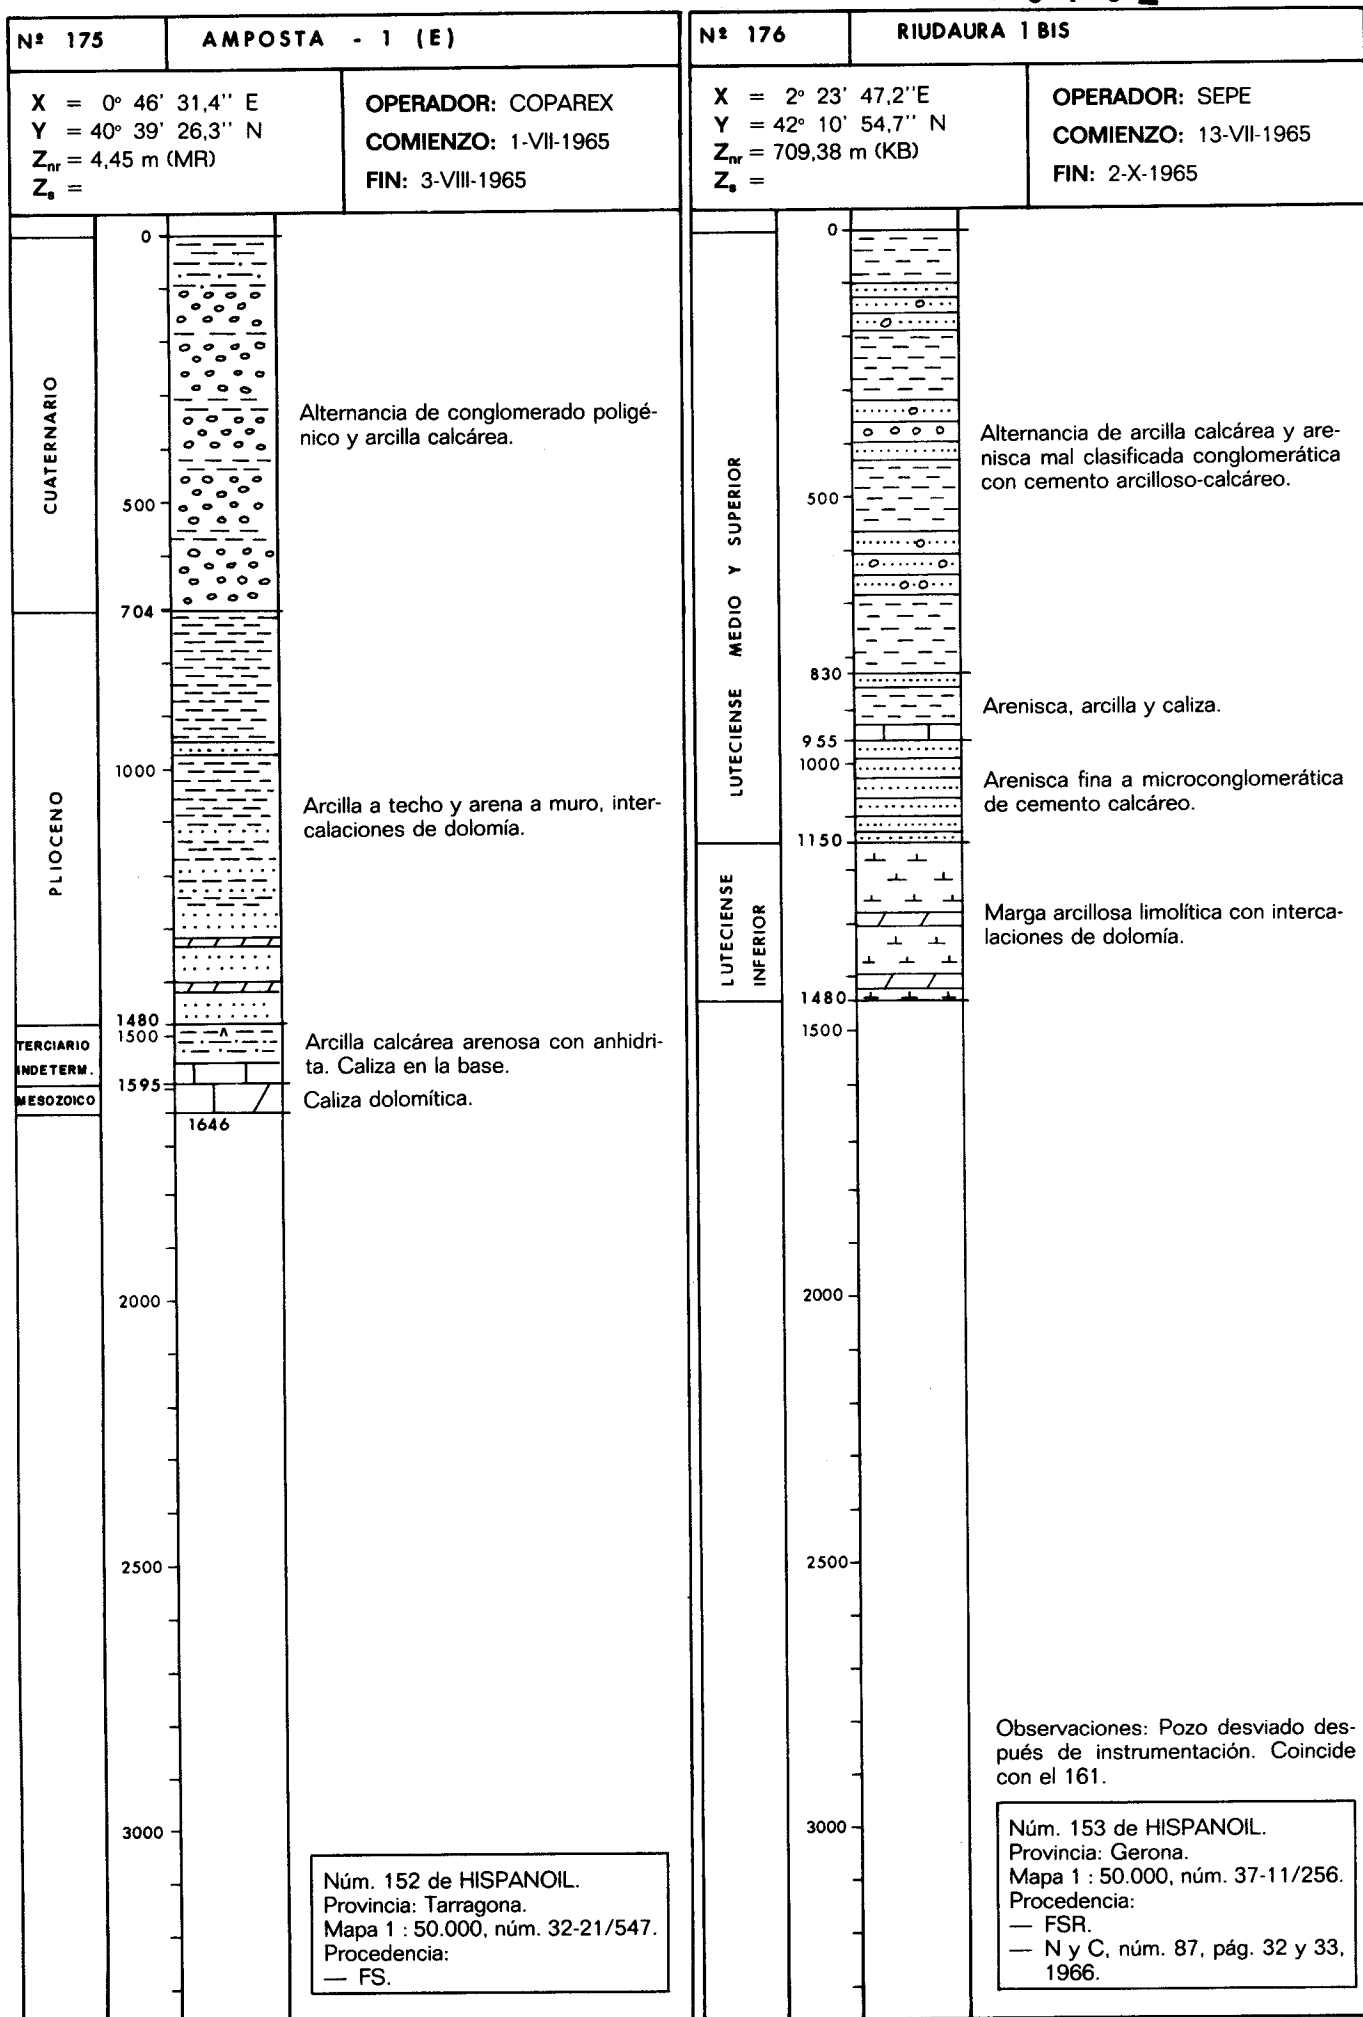 Nº 175
AMPOSTA - 1 (E)
X = 0° 46' 31,4'' E
Y = 40° 39' 26,3'' N
Znr = 4,45 m (MR)
Zs =
OPERADOR: COPAREX
COMIENZO: 1-VII-1965
FIN: 3-VIII-1965
0
500
704
1000
1480
1500
1595
1646
2000
2500
3000
CUATERNARIO
PLIOCENO
TERCIARIO
INDETERM.
MESOZOICO
Alternancia de conglomerado poligé-
nico y arcilla calcárea.
Arcilla a techo y arena a muro, inter-
calaciones de dolomía.
Arcilla calcárea arenosa con anhidri-
ta. Caliza en la base.
Caliza dolomítica.
Núm. 152 de HISPANOIL.
Provincia: Tarragona.
Mapa 1 : 50.000, núm. 32-21/547.
Procedencia:
— FS.
Nº 176
RIUDAURA 1 BIS
X = 2° 23' 47,2''E
Y = 42° 10' 54,7'' N
Znr = 709,38 m (KB)
Zs =
OPERADOR: SEPE
COMIENZO: 13-VII-1965
FIN: 2-X-1965
0
500
830
955
1000
1150
1480
1500
2000
2500
3000
LUTECIENSE MEDIO Y SUPERIOR
LUTECIENSE
INFERIOR
Alternancia de arcilla calcárea y are-
nisca mal clasificada conglomerática
con cemento arcilloso-calcáreo.
Arenisca, arcilla y caliza.
Arenisca fina a microconglomerática
de cemento calcáreo.
Marga arcillosa limolítica con interca-
laciones de dolomía.
Observaciones: Pozo desviado des-
pués de instrumentación. Coincide
con el 161.
Núm. 153 de HISPANOIL.
Provincia: Gerona.
Mapa 1 : 50.000, núm. 37-11/256.
Procedencia:
— FSR.
— N y C, núm. 87, pág. 32 y 33,
1966.